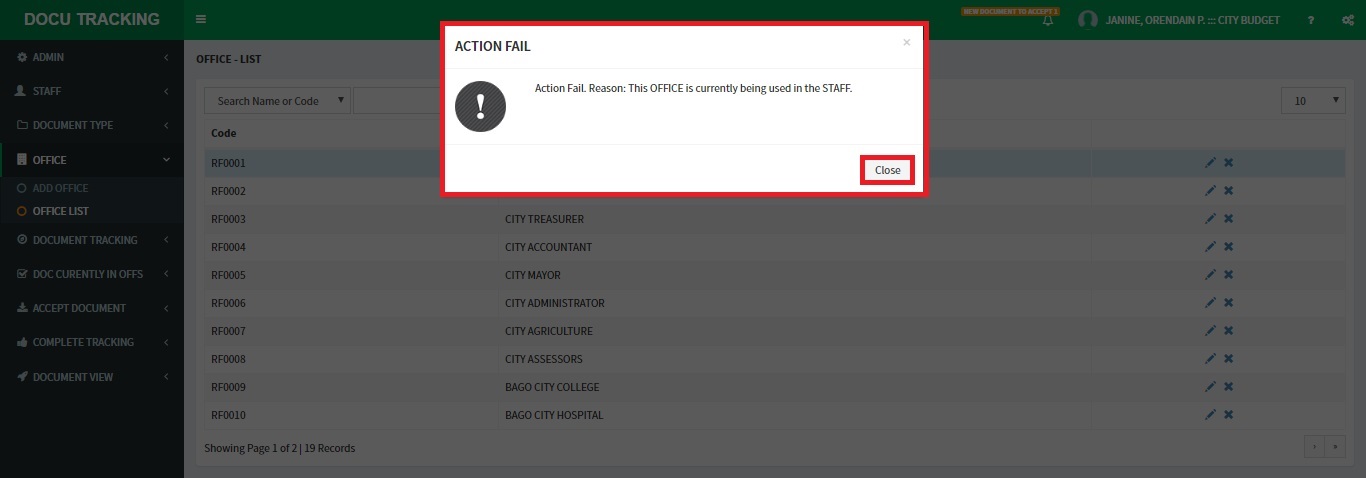 DOCU TRACKING
NEW DOCUMENT TO ACCEPT 1
JANINE, ORENDAIN P. ::: CITY BUDGET
?
ADMIN
STAFF
DOCUMENT TYPE
OFFICE
ADD OFFICE
OFFICE LIST
DOCUMENT TRACKING
DOC CURENTLY IN OFFS
ACCEPT DOCUMENT
COMPLETE TRACKING
DOCUMENT VIEW
OFFICE - LIST
ACTION FAIL
×
Action Fail. Reason: This OFFICE is currently being used in the STAFF.
Close
Search Name or Code
10
Code
RF0001
RF0002
RF0003 CITY TREASURER
RF0004 CITY ACCOUNTANT
RF0005 CITY MAYOR
RF0006 CITY ADMINISTRATOR
RF0007 CITY AGRICULTURE
RF0008 CITY ASSESSORS
RF0009 BAGO CITY COLLEGE
RF0010 BAGO CITY HOSPITAL
Showing Page 1 of 2 | 19 Records
› »